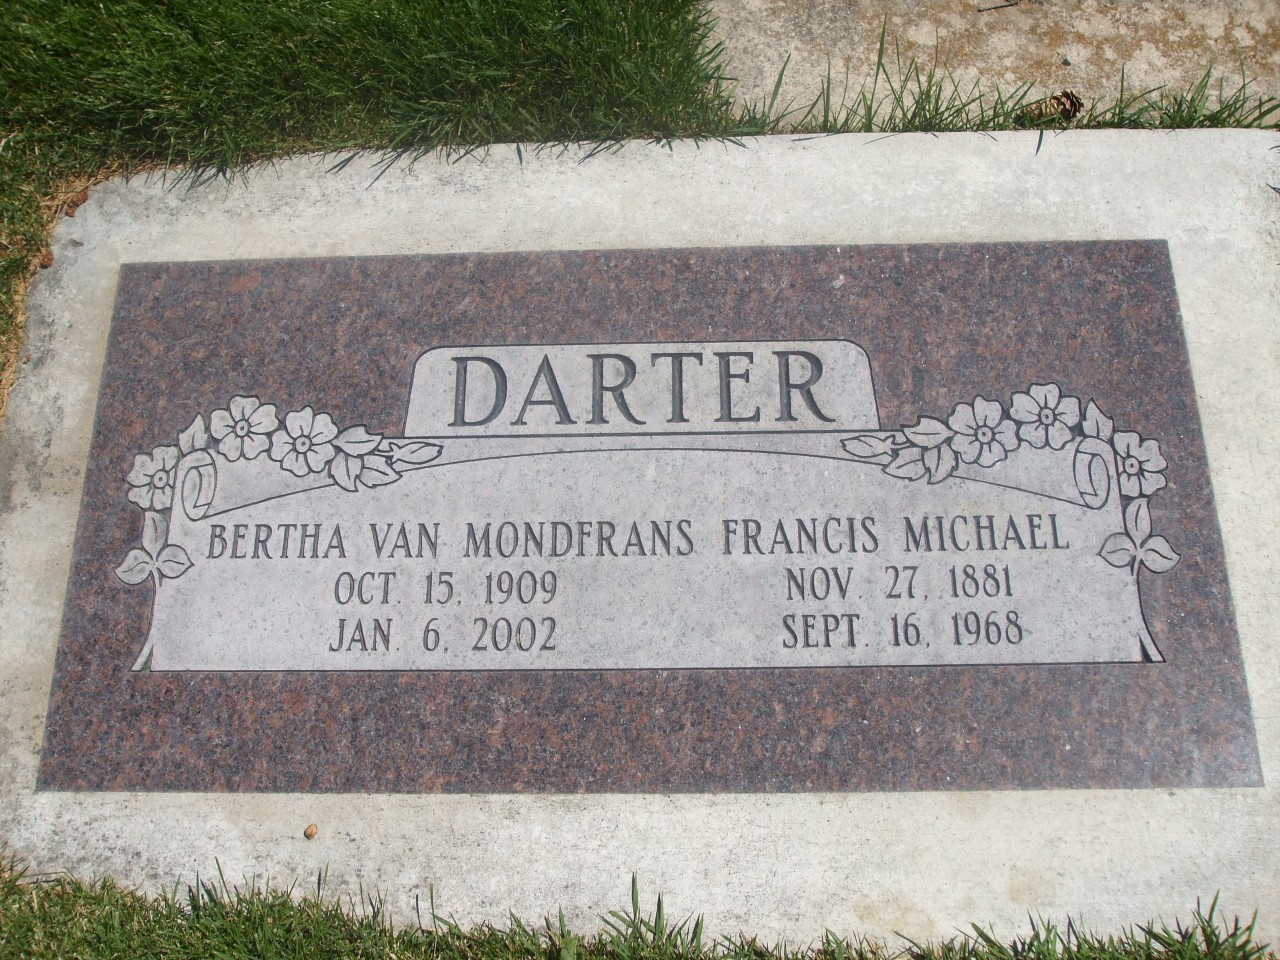 DARTER
BERTHA VAN MONDFRANS
OCT. 15, 1909
JAN. 6, 2002
FRANCIS MICHAEL
NOV. 27, 1881
SEPT. 16, 1968